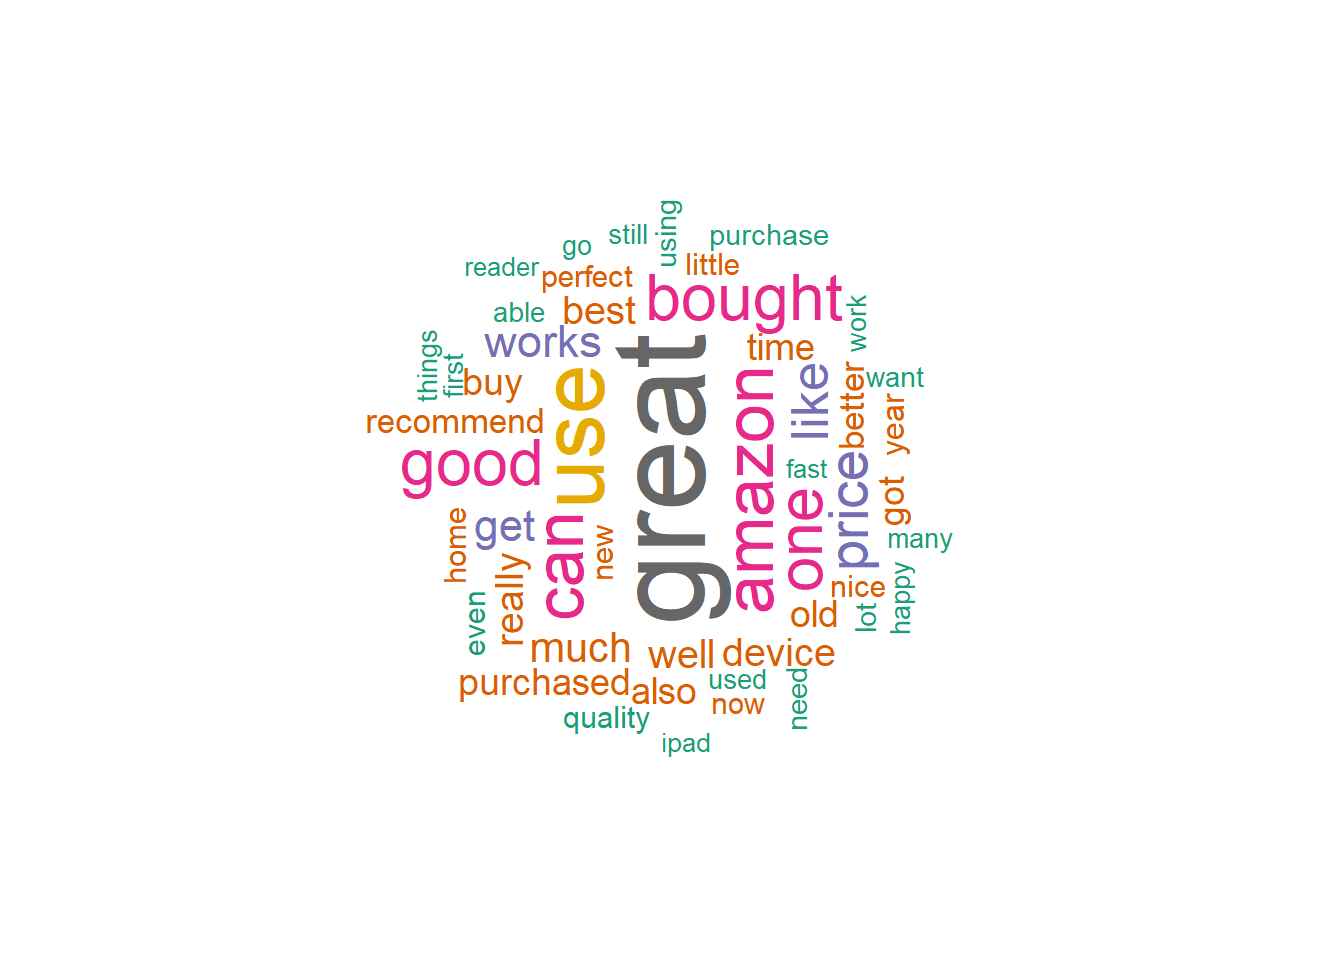 using
still
purchase
go
little
reader
perfect
bought
able
best
work
works
time
things
first
buy
want
great
use
amazon
like
better
year
recommend
good
fast
price
one
got
home
get
can
new
many
really
nice
happy
even
old
lot
much
well
device
purchased
also
used
now
need
quality
ipad